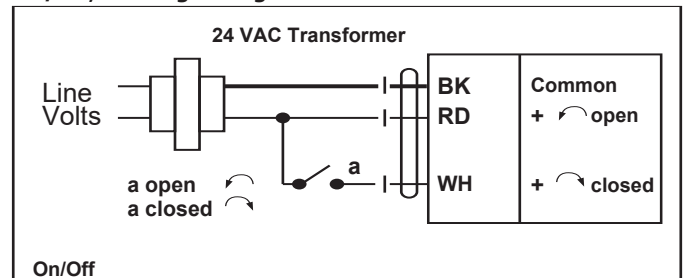 24 VAC Transformer
Line
Volts
BK
RD
WH
Common
+ open
+ closed
a
a open
a closed
On/Off